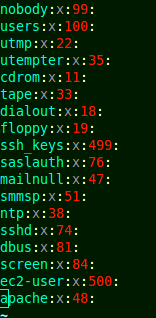 nobody:x:99:
users:x:100:
utmp:x:22:
utempter:x:35:
cdrom:x:11:
tape:x:33:
dialout:x:18:
floppy:x:19:
ssh_keys:x:499:
saslauth:x:76:
mailnull:x:47:
smmsp:x:51:
ntp:x:38:
sshd:x:74:
dbus:x:81:
screen:x:84:
ec2-user:x:500:
apache:x:48:
~